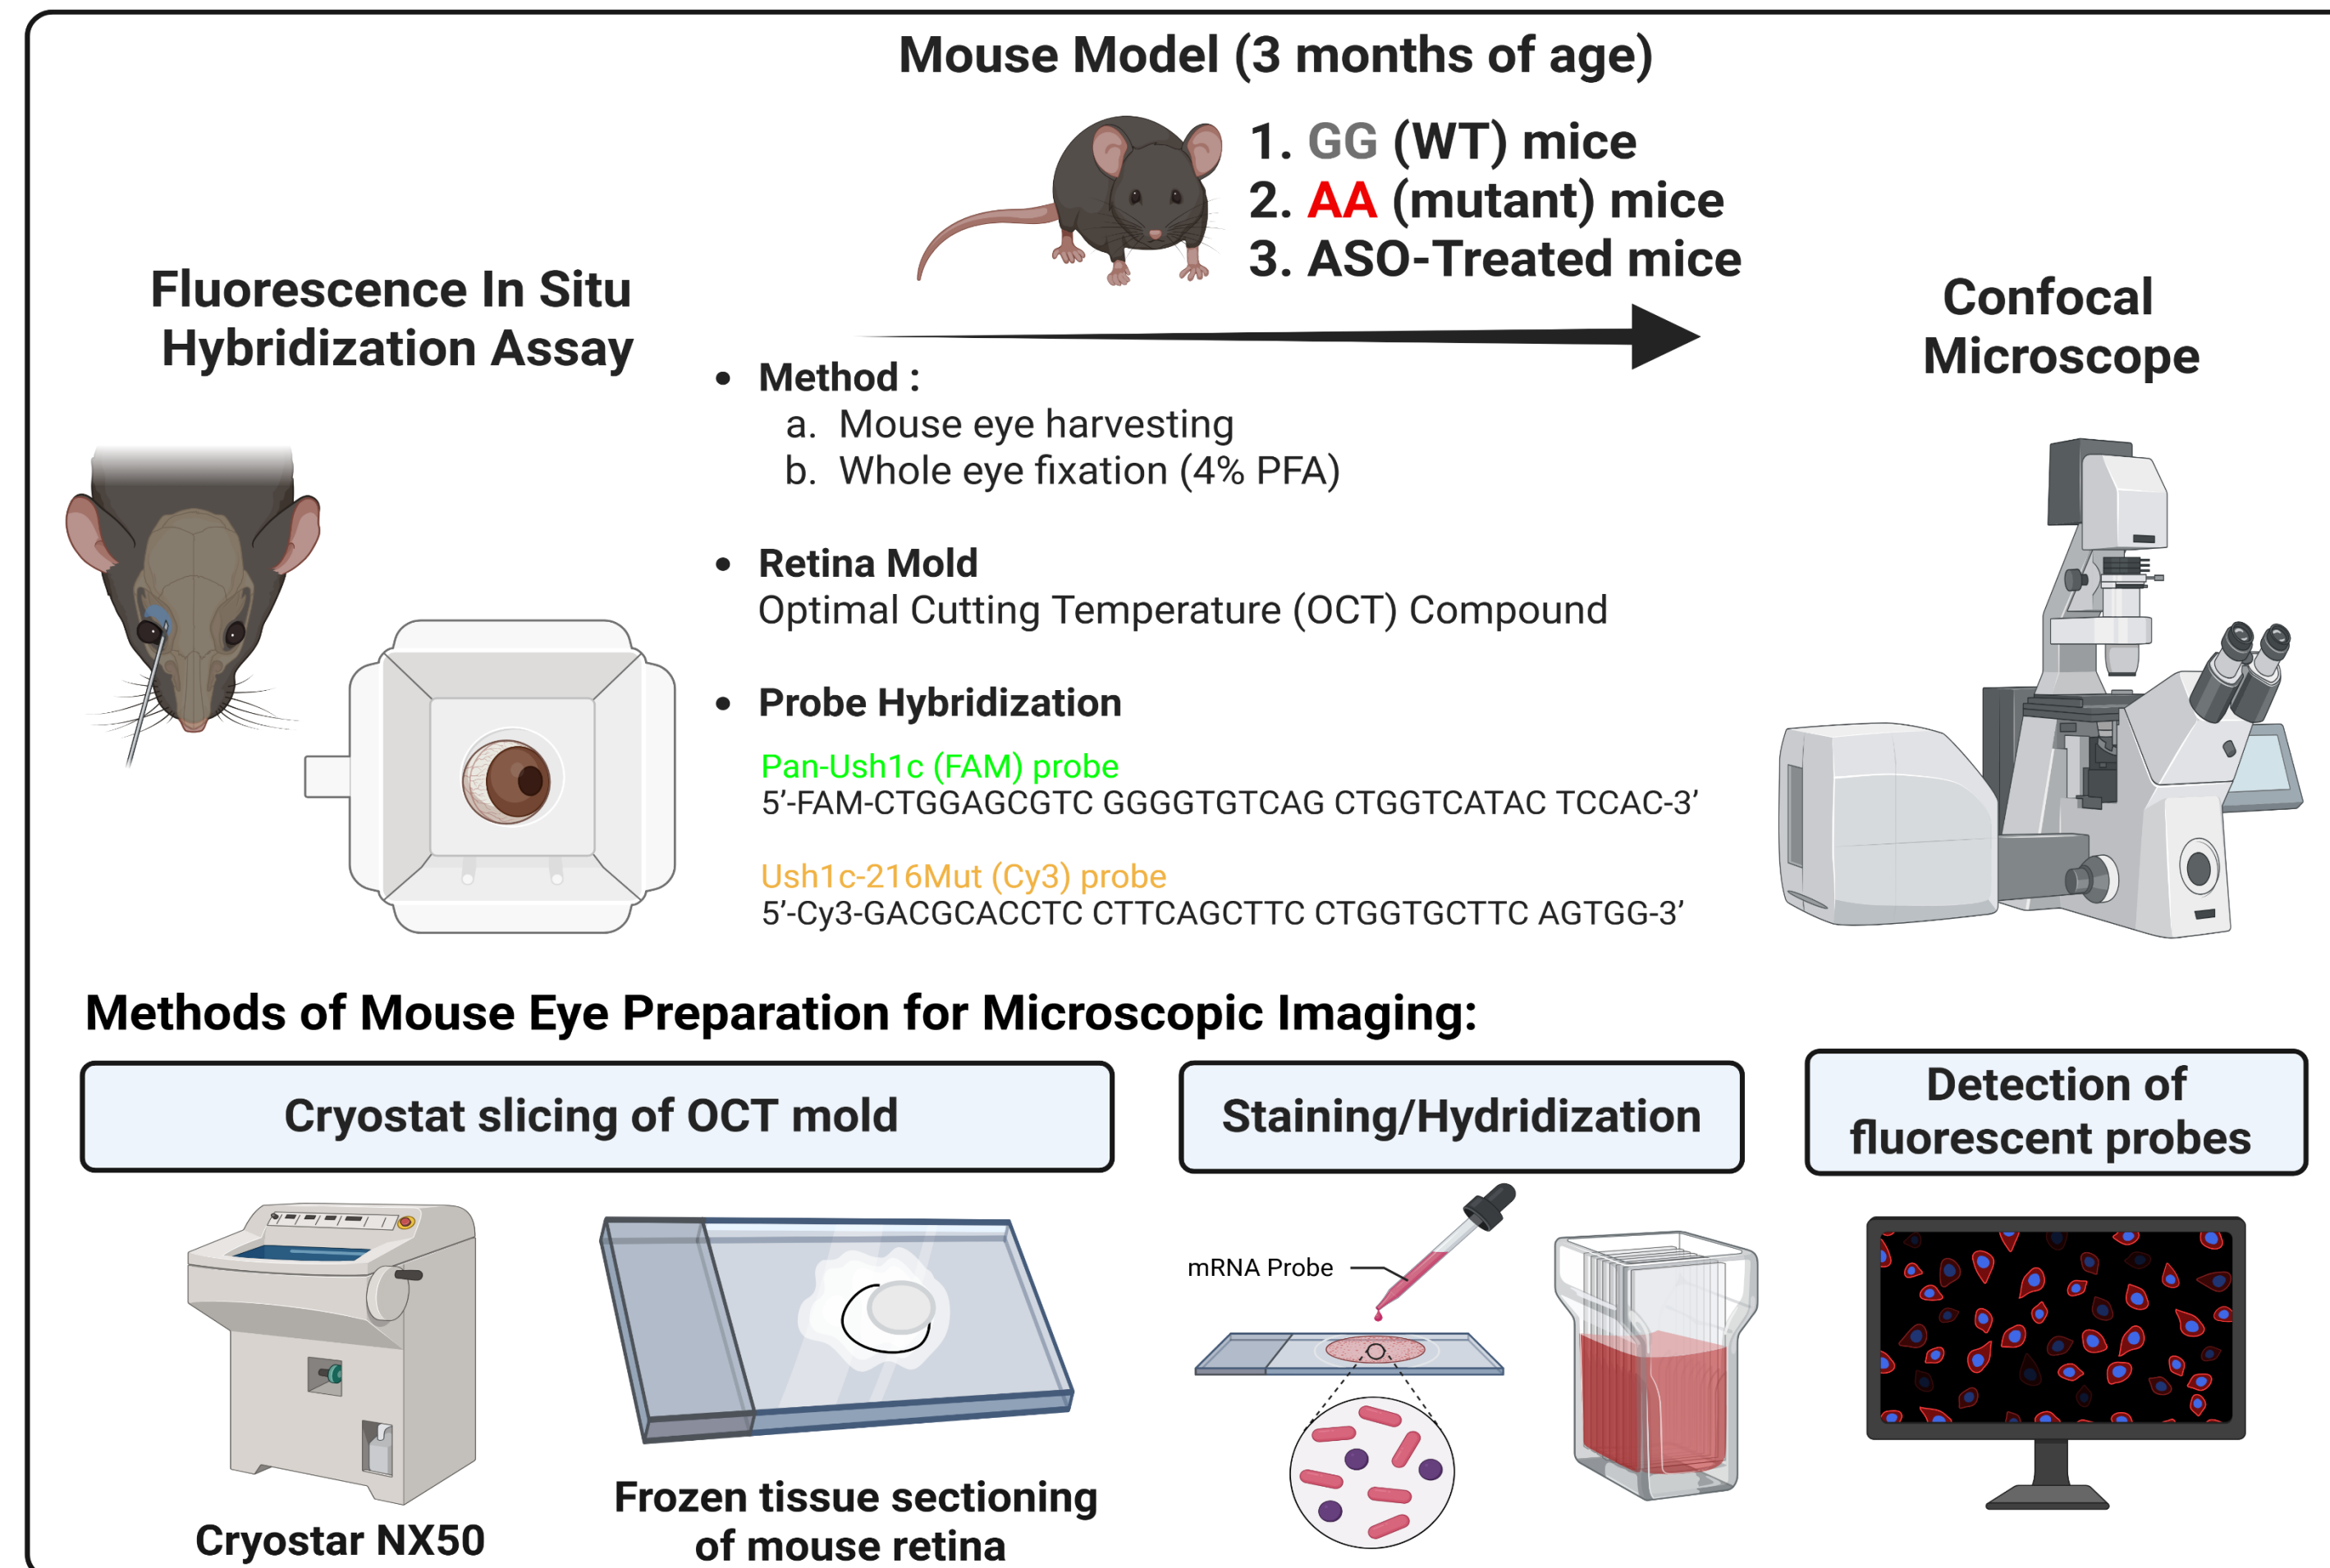 Mouse Model (3 months of age)
1. GG (WT) mice
2. AA (mutant) mice
3. ASO-Treated mice
Fluorescence In Situ
Hybridization Assay
Confocal
Microscope
• Method :
a. Mouse eye harvesting
b. Whole eye fixation (4% PFA)
• Retina Mold
Optimal Cutting Temperature (OCT) Compound
• Probe Hybridization
Pan-Ush1c (FAM) probe
5’-FAM-CTGGAGCGTC GGGGTGTCAG CTGGTCATAC TCCAC-3’
Ush1c-216Mut (Cy3) probe
5’-Cy3-GACGCACCTC CTTCAGCTTC CTGGTGCTTC AGTGG-3’
Methods of Mouse Eye Preparation for Microscopic Imaging:
Cryostat slicing of OCT mold
Staining/Hydridization
Detection of
fluorescent probes
mRNA Probe
Cryostar NX50
Frozen tissue sectioning
of mouse retina